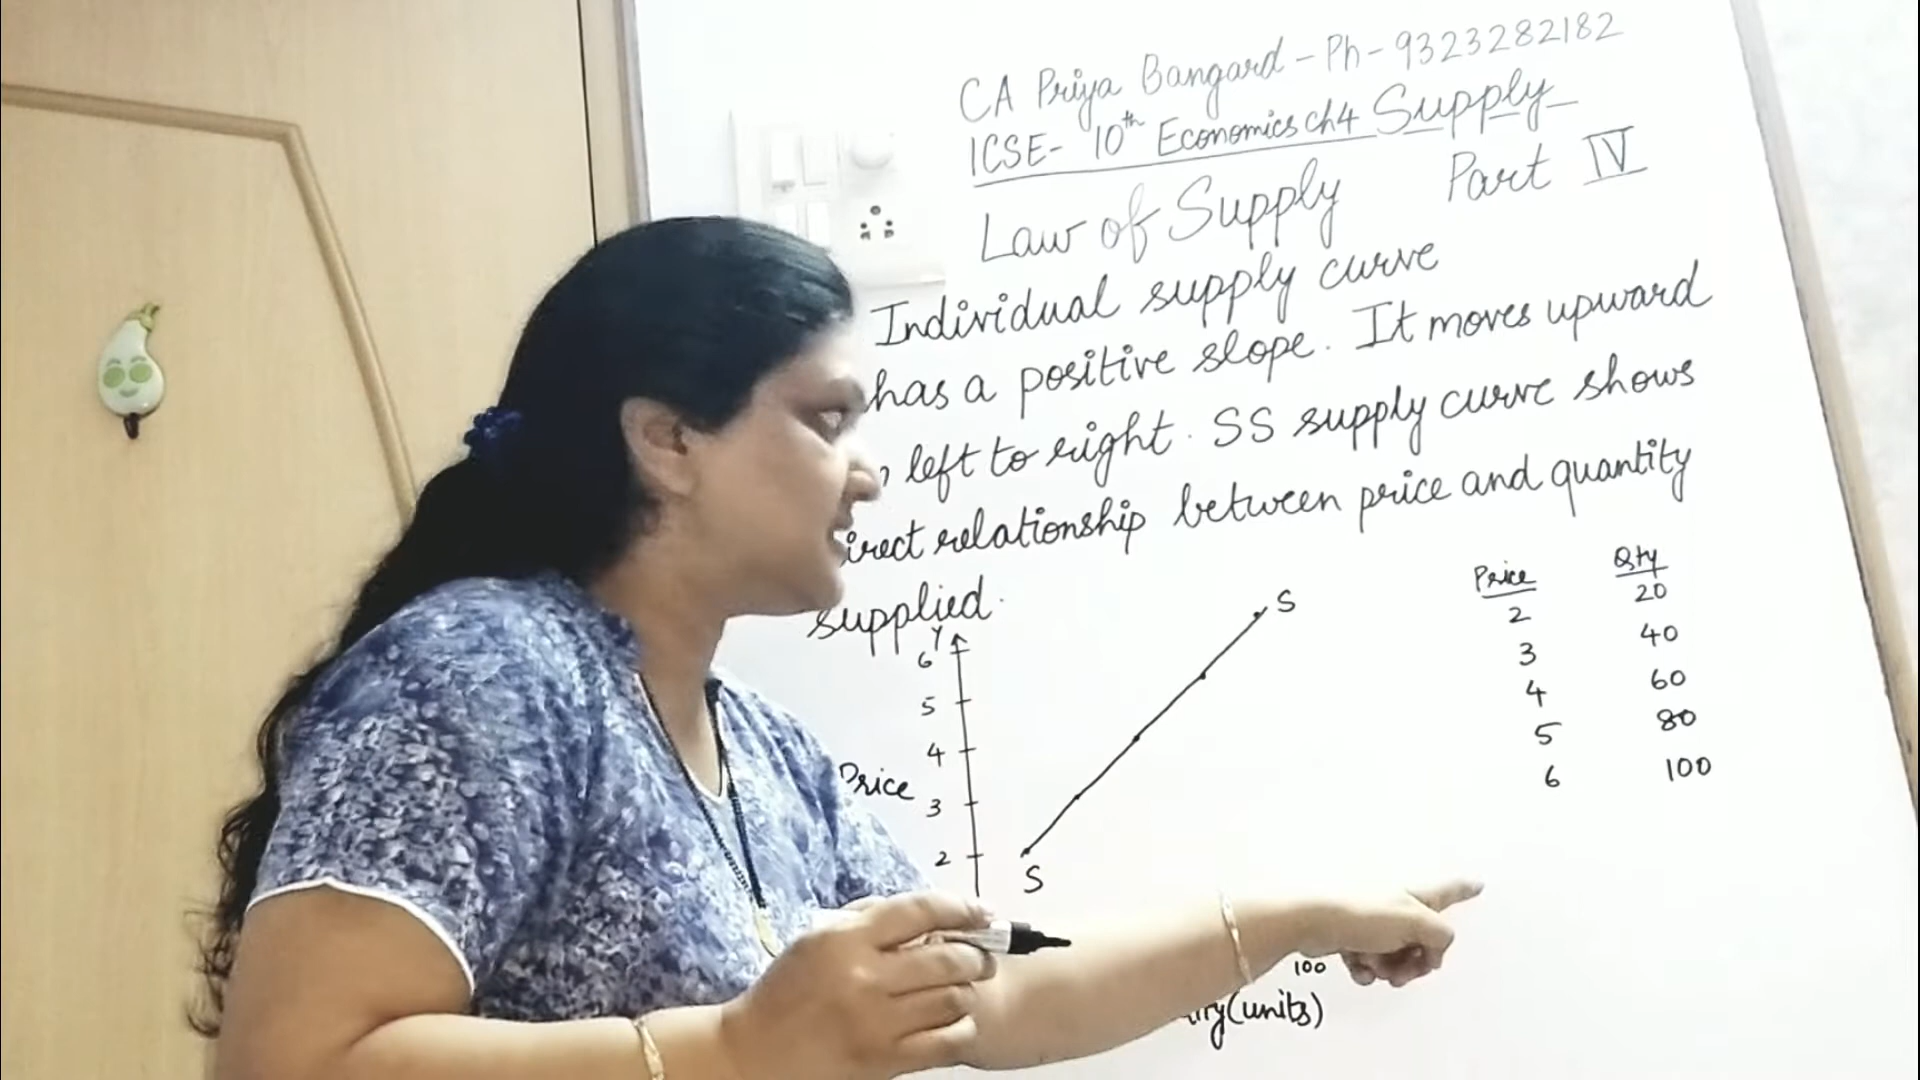 CA Priya Bangard - Ph - 9323282182
ICSE- 10th Economics ch4 Supply
Law of Supply Part IV
Individual supply curve
has a positive slope. It moves upward
left to right. SS supply curve shows
relationship between price and quantity
supplied.
Price Qty
2 20
3 40
4 60
5 80
6 100
Y
6
5
4
3
2
Price
S
S
100
(units)